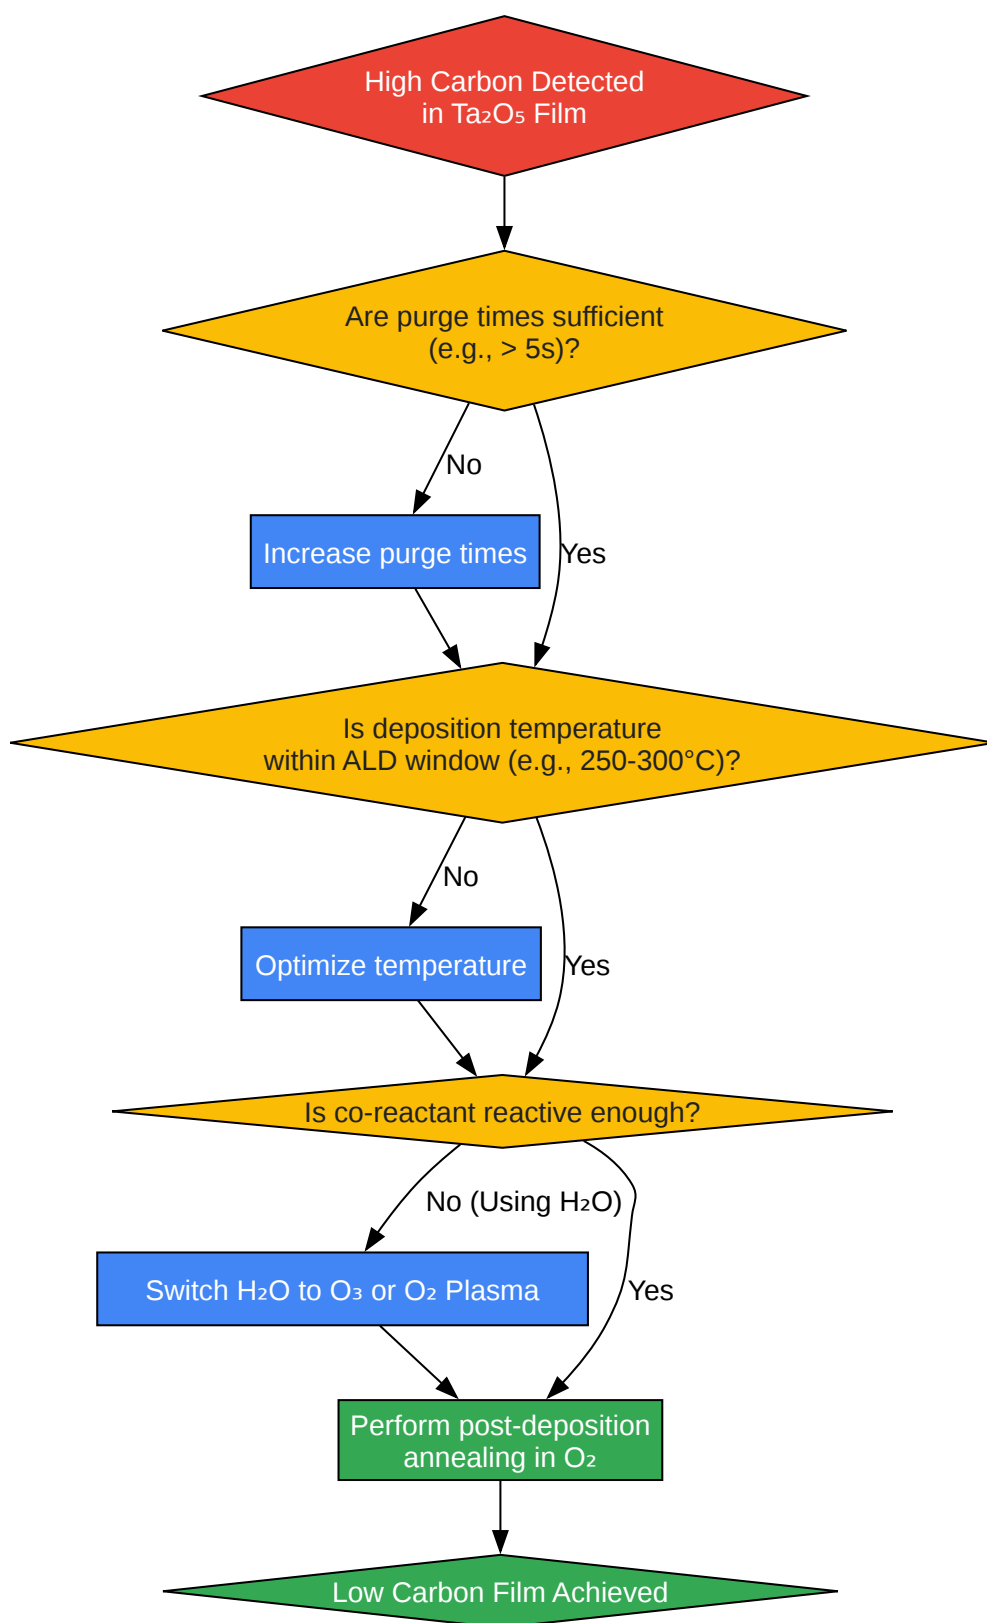 High Carbon Detected
in Ta₂O₅ Film
Are purge times sufficient
(e.g., > 5s)?
No
Increase purge times
Yes
Is deposition temperature
within ALD window (e.g., 250-300°C)?
No
Optimize temperature
Yes
Is co-reactant reactive enough?
No (Using H₂O)
Switch H₂O to O₃ or O₂ Plasma
Yes
Perform post-deposition
annealing in O₂
Low Carbon Film Achieved